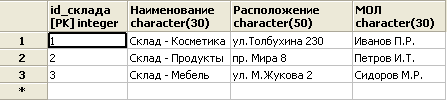 id_склада Наименование Расположение МОЛ
[PK] integer character(30) character(50) character(30)
1 1 Склад - Косметика ул.Толбухина 230 Иванов П.Р.
2 2 Склад - Продукты пр. Мира 8 Петров И.Т.
3 3 Склад - Мебель ул. М.Жукова 2 Сидоров М.Р.
*